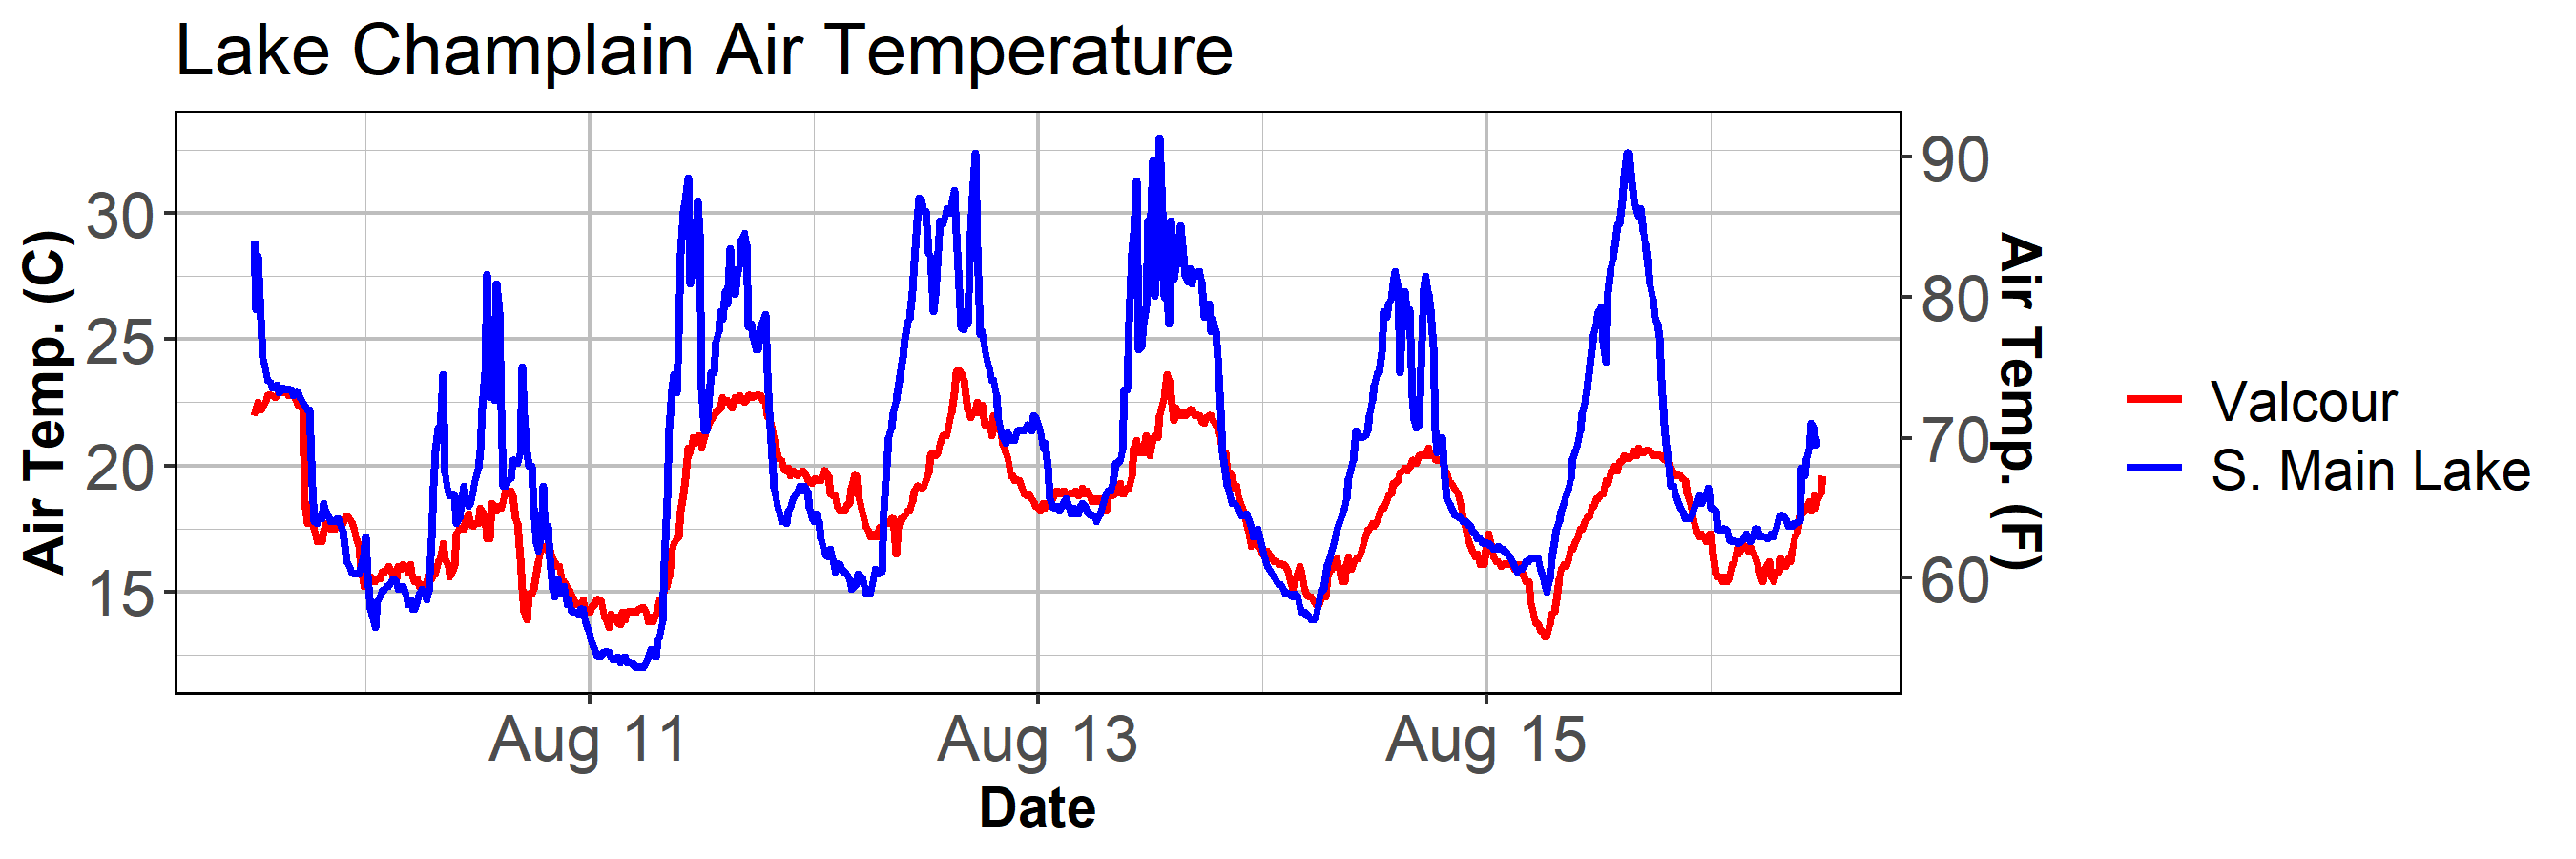 Lake Champlain Air Temperature
Air Temp. (C)
30
25
20
15
90
80
70
60
Air Temp. (F)
Aug 11
Aug 13
Aug 15
Date
Valcour
S. Main Lake